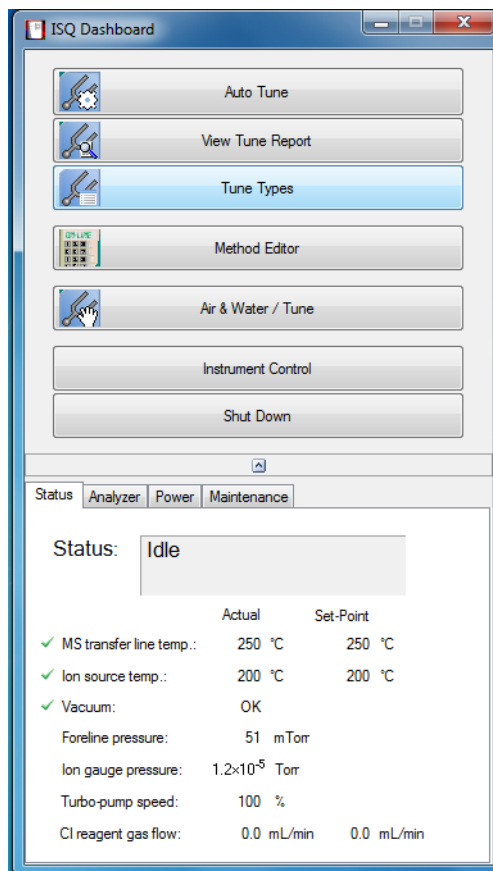 ISQ Dashboard
Auto Tune
View Tune Report
Tune Types
Method Editor
Air & Water / Tune
Instrument Control
Shut Down
Status Analyzer Power Maintenance
Status: Idle
Actual Set-Point
MS transfer line temp.: 250 °C 250 °C
Ion source temp.: 200 °C 200 °C
Vacuum: OK
Foreline pressure: 51 mTorr
Ion gauge pressure: 1.2×10⁻⁵ Torr
Turbo-pump speed: 100 %
CI reagent gas flow: 0.0 mL/min 0.0 mL/min